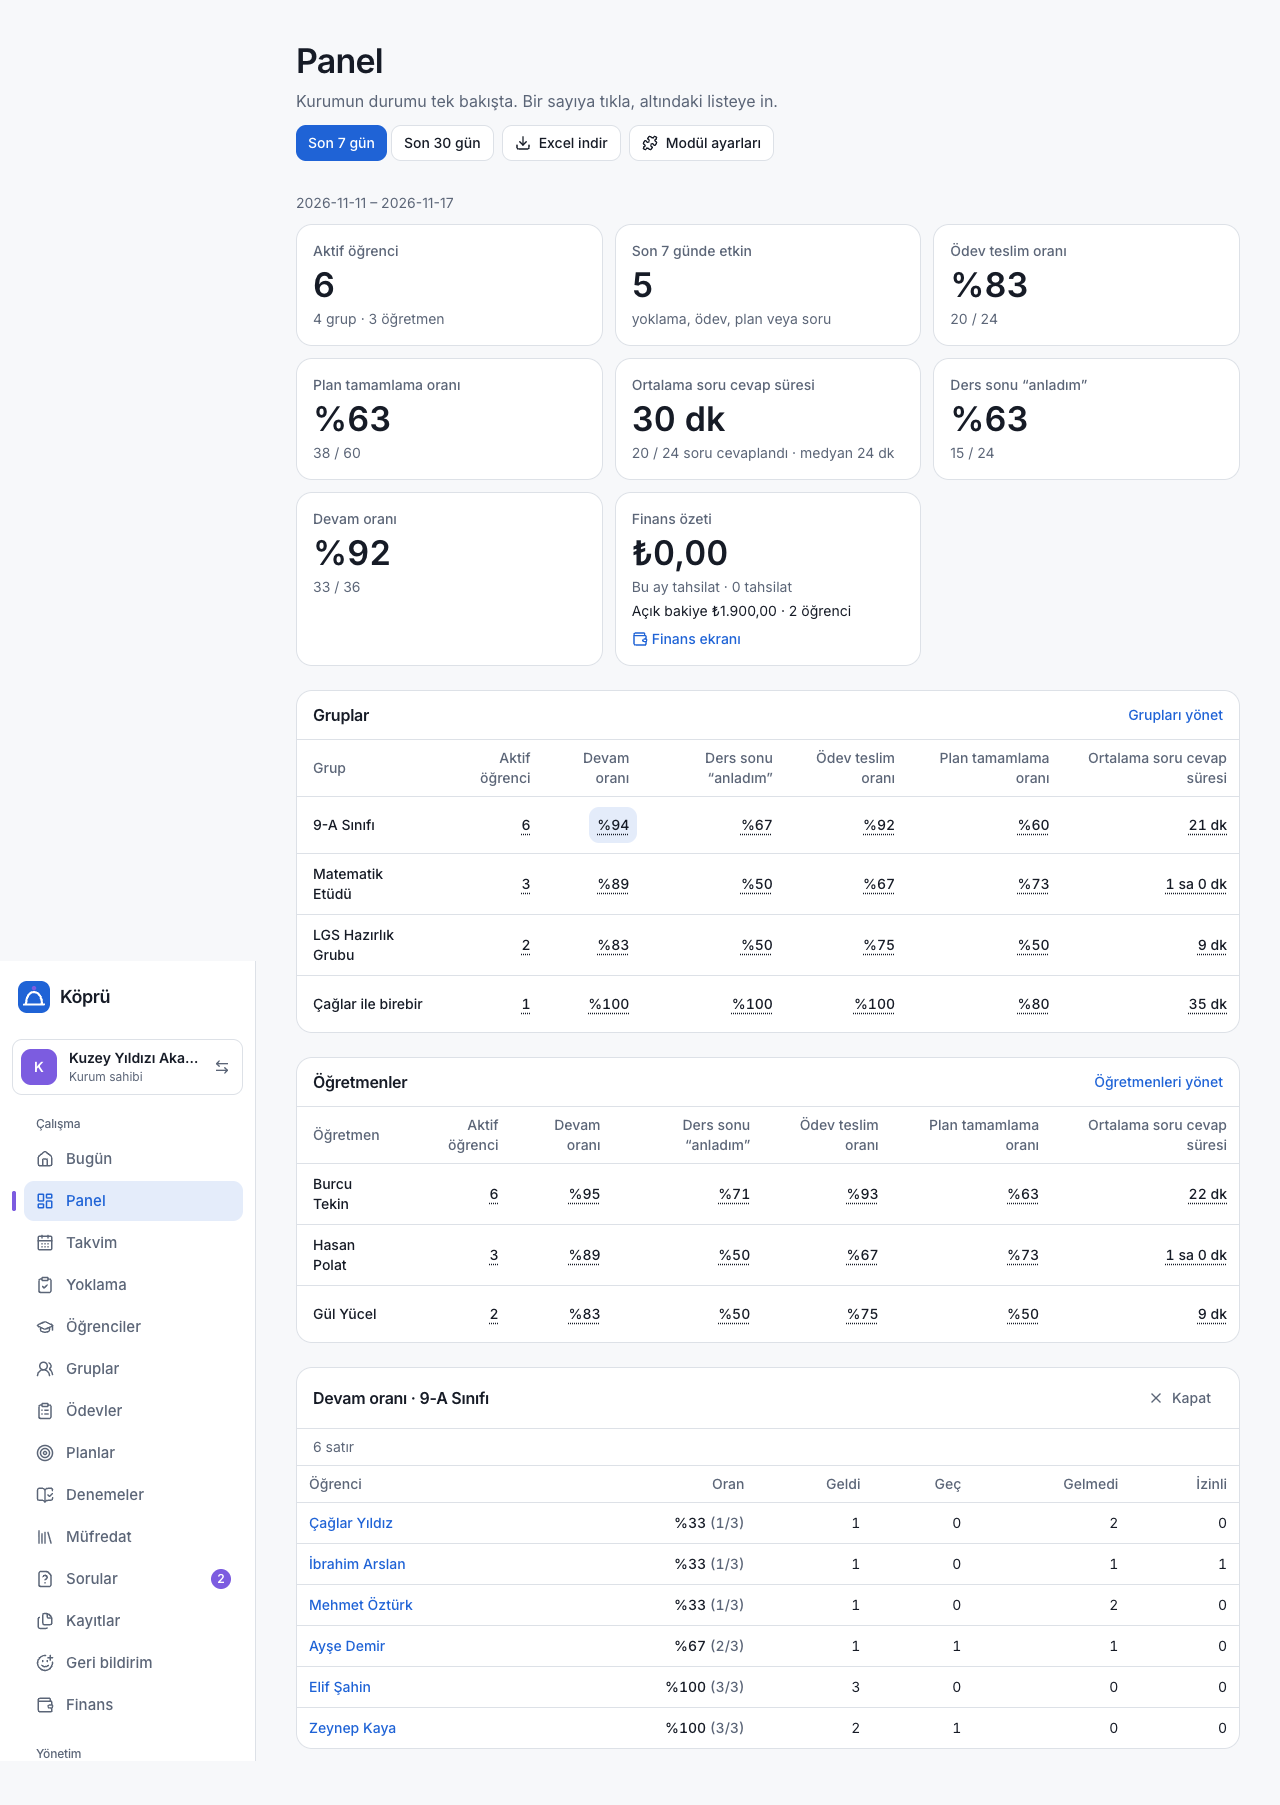 Panel
Kurumun durumu tek bakışta. Bir sayıya tıkla, altındaki listeye in.
Son 7 gün
Son 30 gün
Excel indir
Modül ayarları
2026-11-11 – 2026-11-17
Aktif öğrenci
6
4 grup · 3 öğretmen
Son 7 günde etkin
5
yoklama, ödev, plan veya soru
Ödev teslim oranı
%83
20 / 24
Plan tamamlama oranı
%63
38 / 60
Ortalama soru cevap süresi
30 dk
20 / 24 soru cevaplandı · medyan 24 dk
Ders sonu “anladım”
%63
15 / 24
Devam oranı
%92
33 / 36
Finans özeti
₺0,00
Bu ay tahsilat · 0 tahsilat
Açık bakiye ₺1.900,00 · 2 öğrenci
Finans ekranı
Gruplar
Grupları yönet
Grup Aktif öğrenci Devam oranı Ders sonu “anladım” Ödev teslim oranı Plan tamamlama oranı Ortalama soru cevap süresi
9-A Sınıfı 6 %94 %67 %92 %60 21 dk
Matematik Etüdü 3 %89 %50 %67 %73 1 sa 0 dk
LGS Hazırlık Grubu 2 %83 %50 %75 %50 9 dk
Çağlar ile birebir 1 %100 %100 %100 %80 35 dk
Öğretmenler
Öğretmenleri yönet
Öğretmen Aktif öğrenci Devam oranı Ders sonu “anladım” Ödev teslim oranı Plan tamamlama oranı Ortalama soru cevap süresi
Burcu Tekin 6 %95 %71 %93 %63 22 dk
Hasan Polat 3 %89 %50 %67 %73 1 sa 0 dk
Gül Yücel 2 %83 %50 %75 %50 9 dk
Devam oranı · 9-A Sınıfı
Kapat
6 satır
Öğrenci Oran Geldi Geç Gelmedi İzinli
Çağlar Yıldız %33 (1/3) 1 0 2 0
İbrahim Arslan %33 (1/3) 1 0 1 1
Mehmet Öztürk %33 (1/3) 1 0 2 0
Ayşe Demir %67 (2/3) 1 1 1 0
Elif Şahin %100 (3/3) 3 0 0 0
Zeynep Kaya %100 (3/3) 2 1 0 0
Köprü
K
Kuzey Yıldızı Aka...
Kurum sahibi
Çalışma
Bugün
Panel
Takvim
Yoklama
Öğrenciler
Gruplar
Ödevler
Planlar
Denemeler
Müfredat
Sorular 2
Kayıtlar
Geri bildirim
Finans
Yönetim